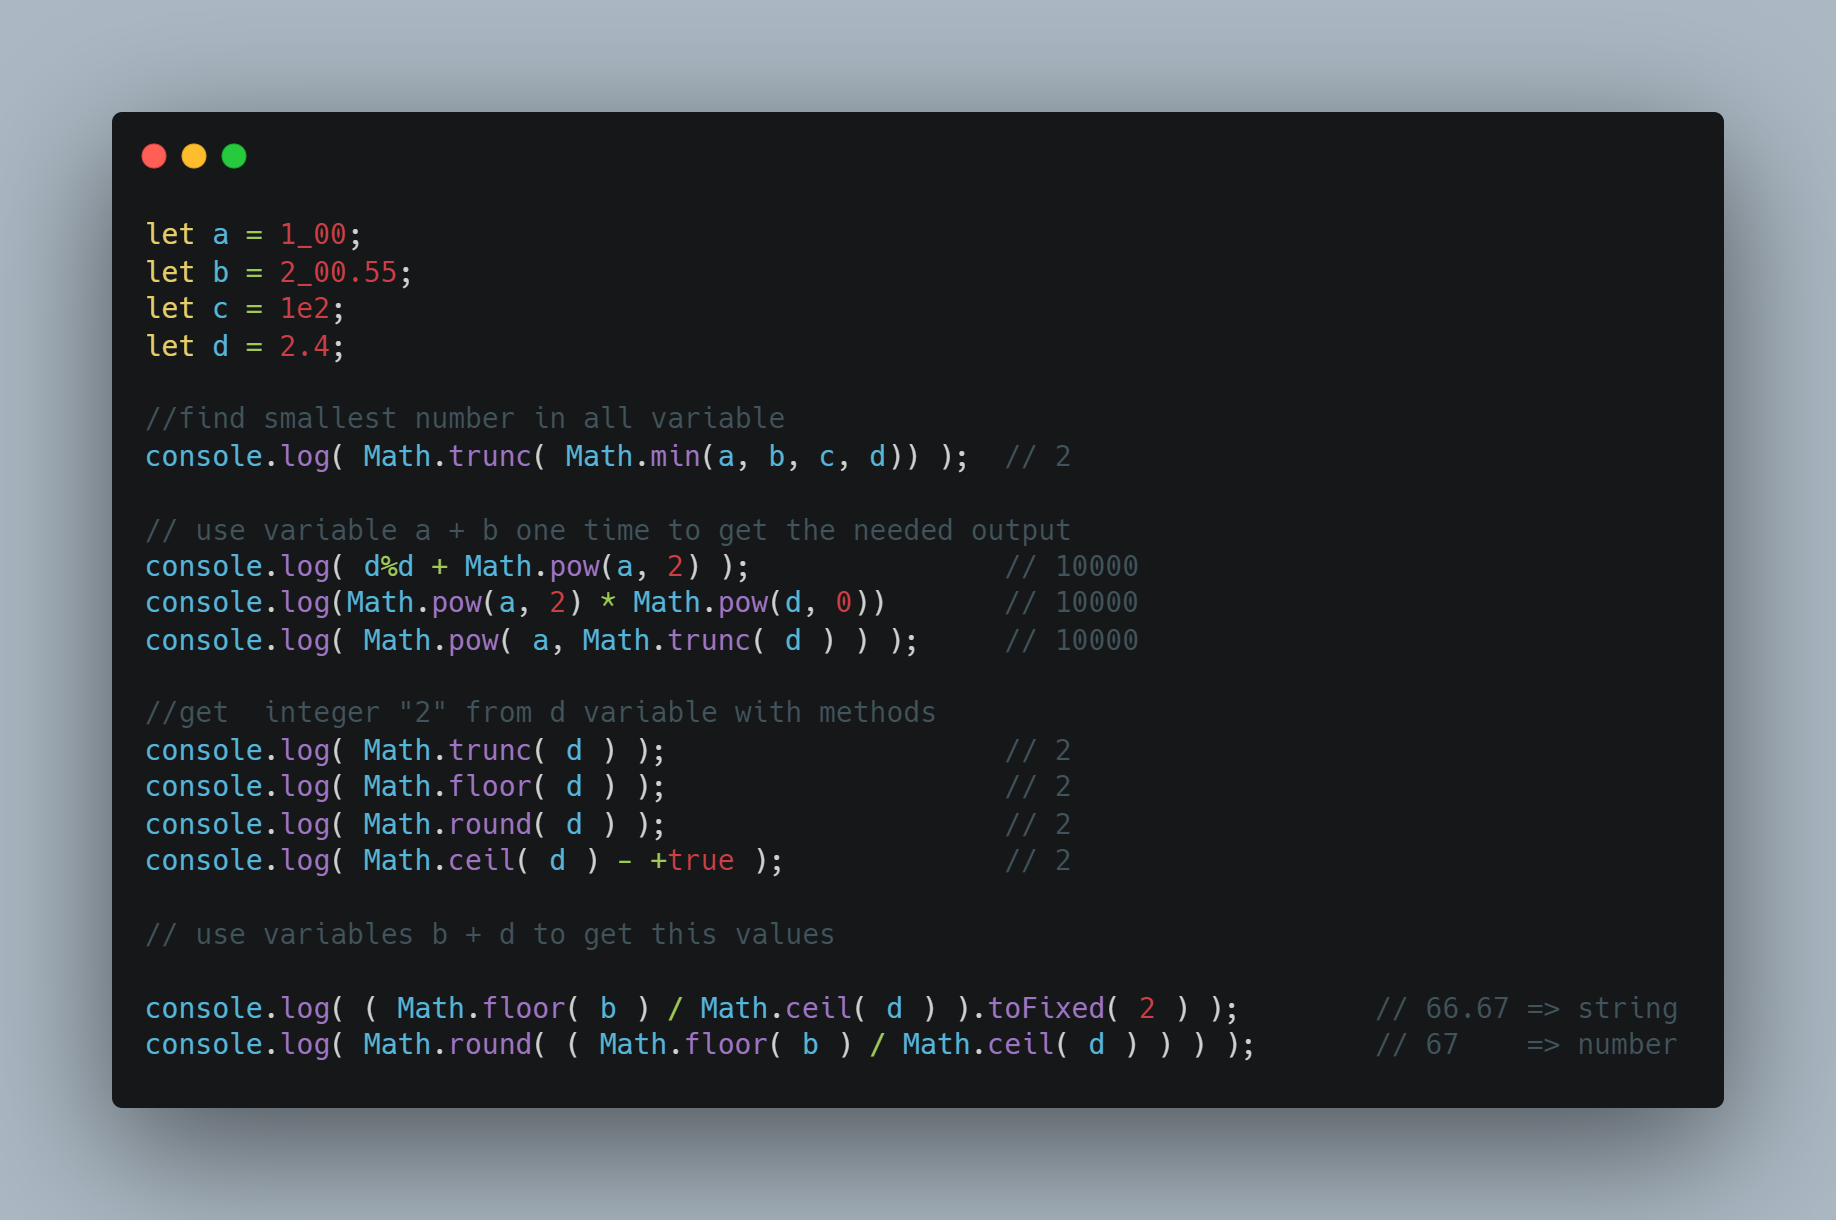 let a = 1_00;
let b = 2_00.55;
let c = 1e2;
let d = 2.4;

//find smallest number in all variable
console.log( Math.trunc( Math.min(a, b, c, d)) );  // 2

// use variable a + b one time to get the needed output
console.log( d%d + Math.pow(a, 2) );               // 10000
console.log(Math.pow(a, 2) * Math.pow(d, 0))       // 10000
console.log( Math.pow( a, Math.trunc( d ) ) );     // 10000

//get  integer "2" from d variable with methods
console.log( Math.trunc( d ) );                    // 2
console.log( Math.floor( d ) );                    // 2
console.log( Math.round( d ) );                    // 2
console.log( Math.ceil( d ) - +true );             // 2

// use variables b + d to get this values

console.log( ( Math.floor( b ) / Math.ceil( d ) ).toFixed( 2 ) );        // 66.67 => string
console.log( Math.round( ( Math.floor( b ) / Math.ceil( d ) ) ) );       // 67    => number